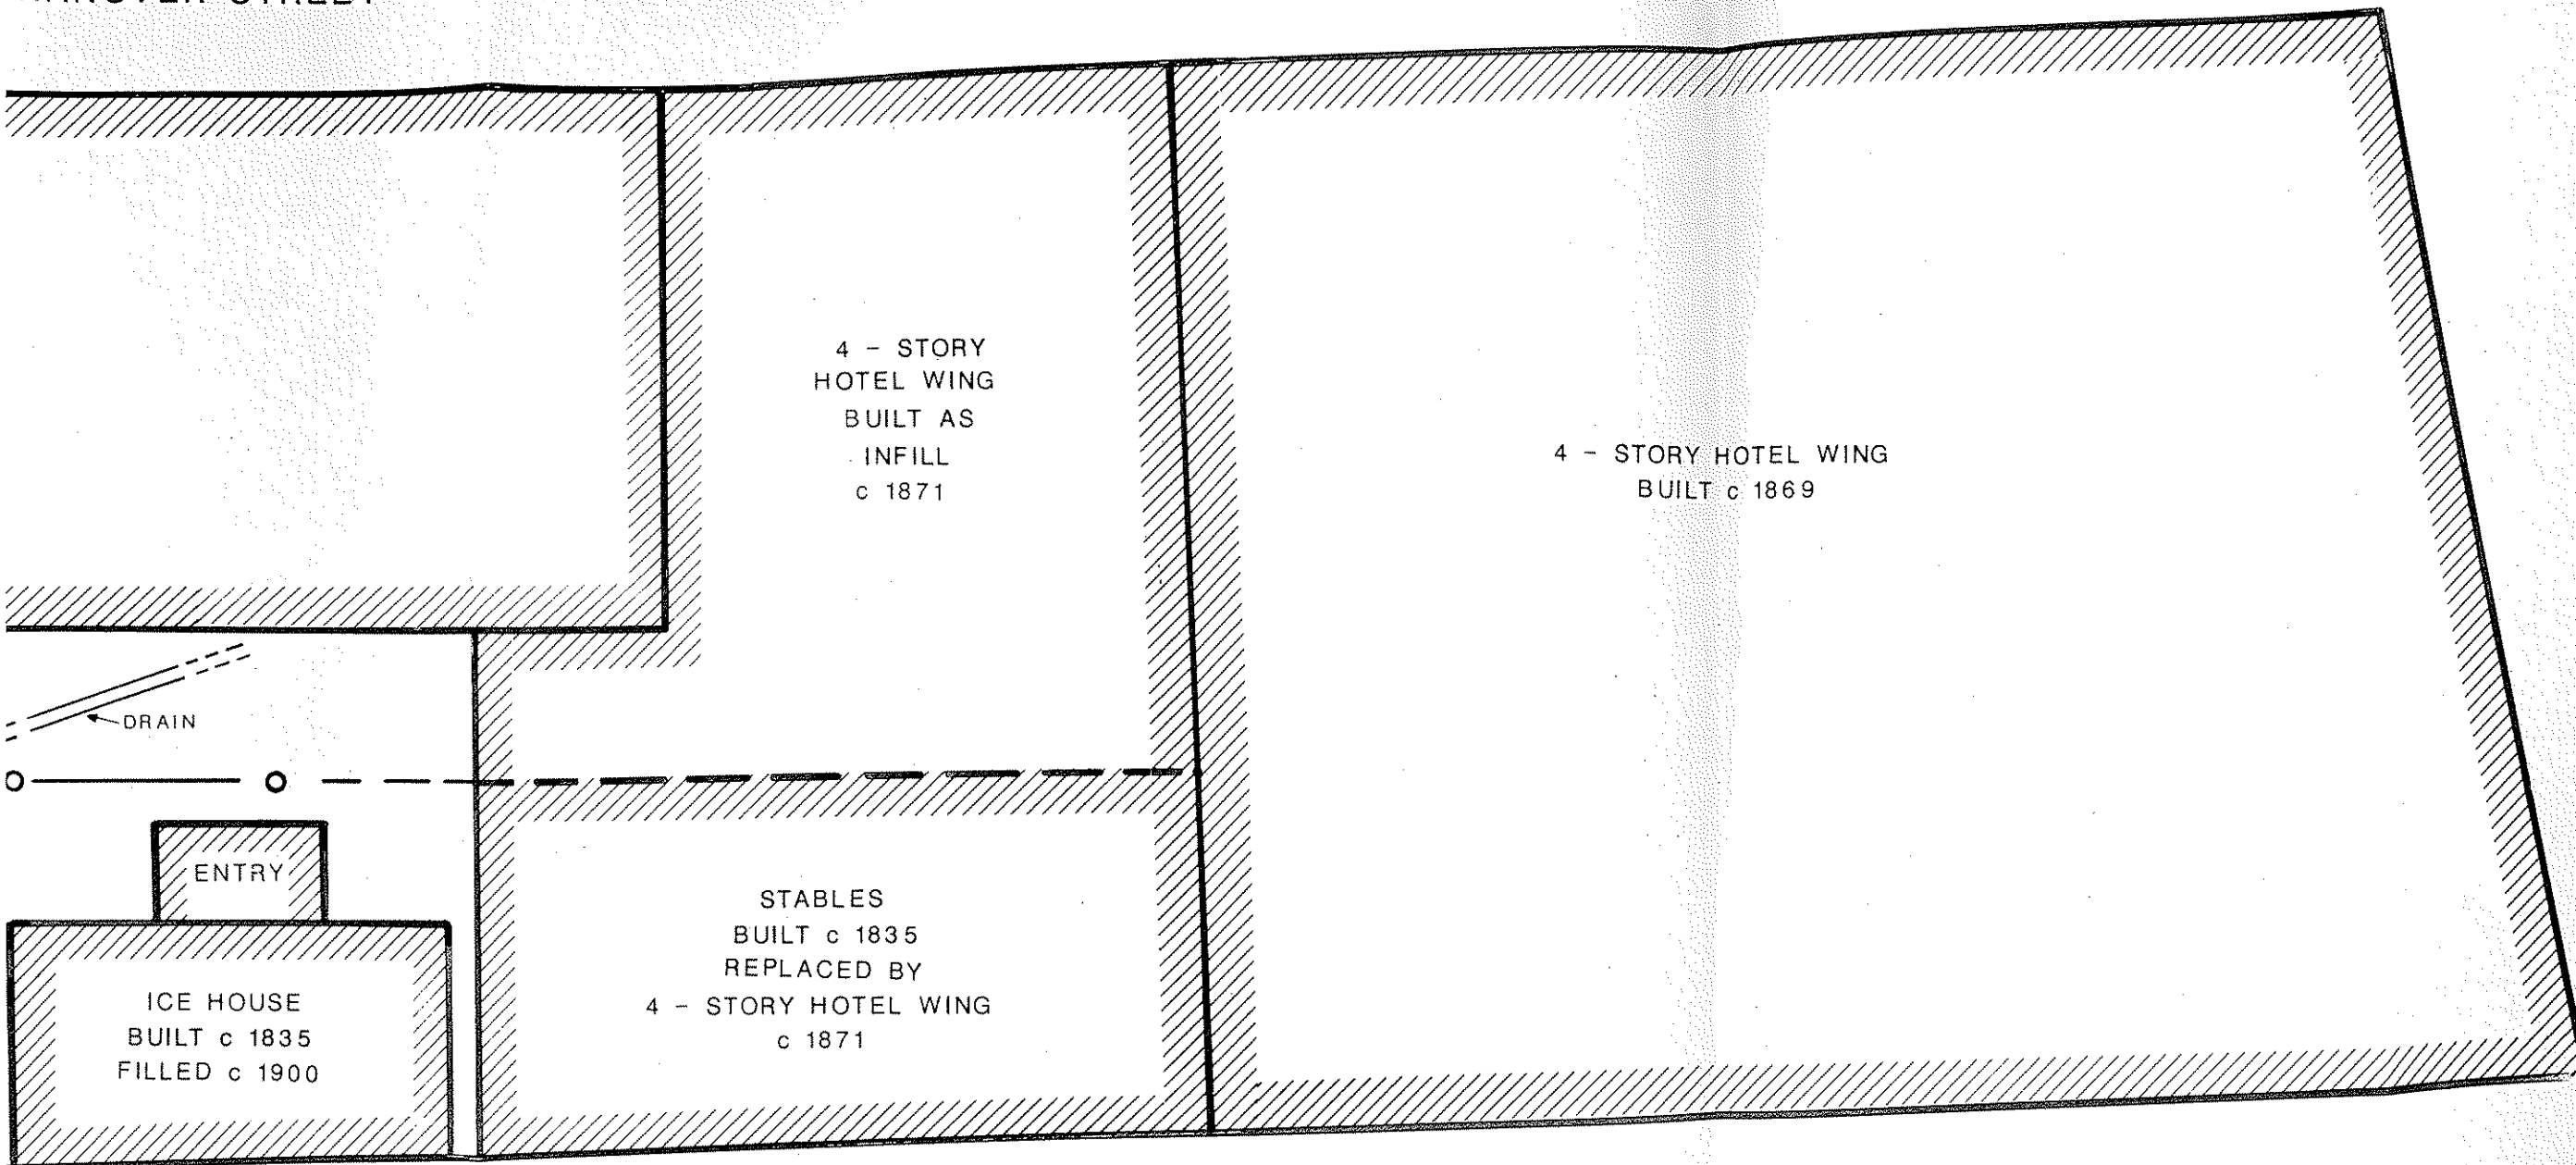 STREET
4 - STORY
HOTEL WING
BUILT AS
INFILL
c 1871
4 - STORY HOTEL WING
BUILT c 1869
DRAIN
ENTRY
STABLES
BUILT c 1835
REPLACED BY
4 - STORY HOTEL WING
c 1871
ICE HOUSE
BUILT c 1835
FILLED c 1900